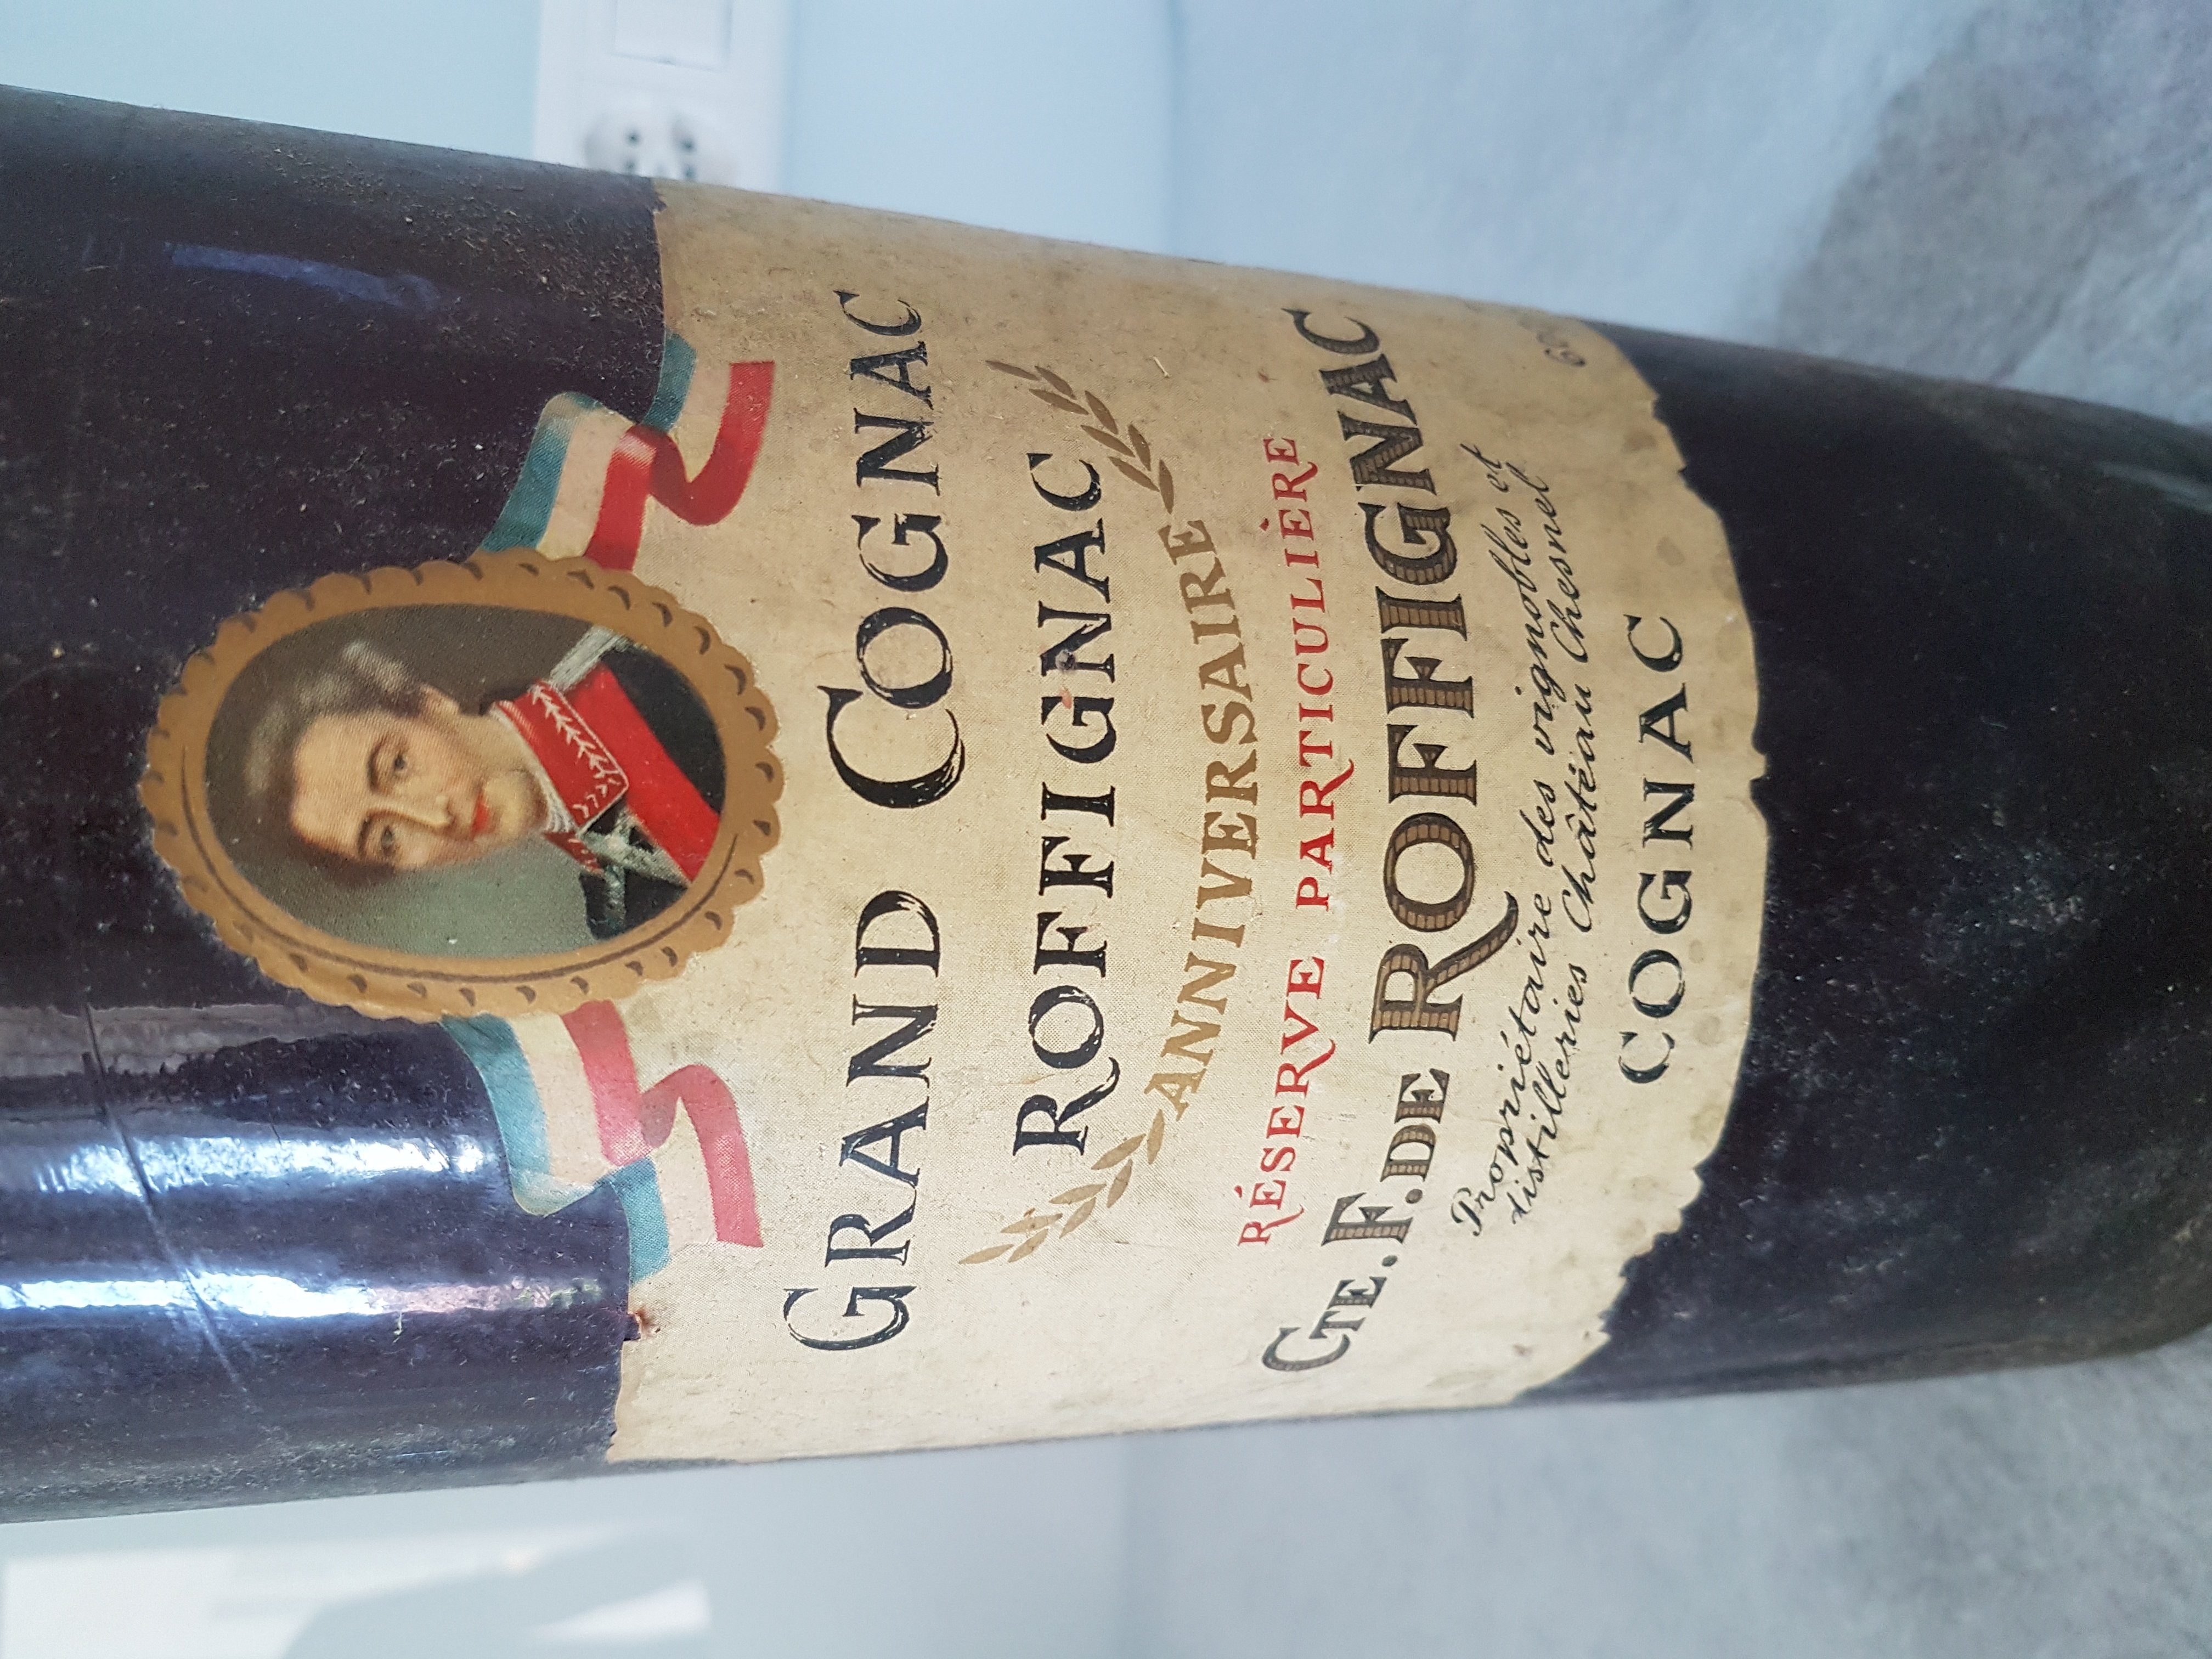 GRAND COGNAC
ROFFIGNAC
ANNIVERSAIRE
RÉSERVE PARTICULIÈRE
CTE. F. DE ROFFIGNAC
Propriétaire des vignobles et
distilleries Château Chesnel
COGNAC